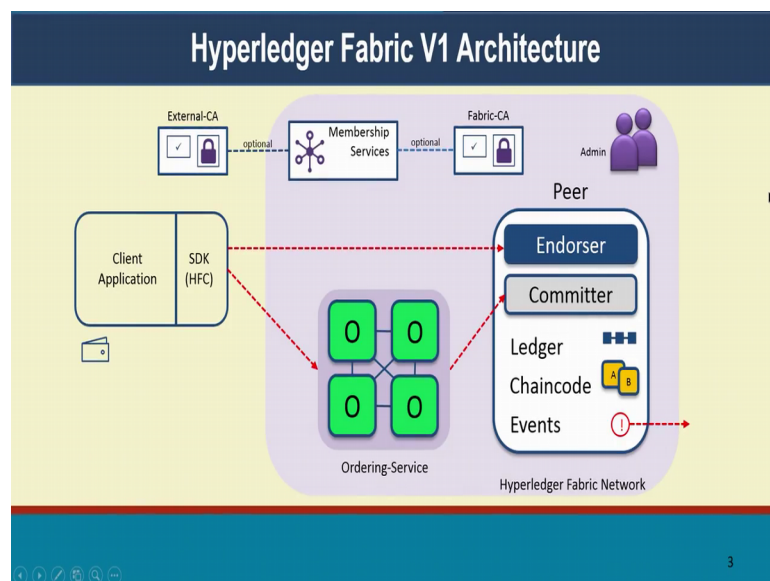 Hyperledger Fabric V1 Architecture
External-CA
optional
Membership
Services
optional
Fabric-CA
Admin
Peer
Client
Application
SDK
(HFC)
Endorser
Committer
O
O
O
O
Ledger
Chaincode
A
B
Events
!
Ordering-Service
Hyperledger Fabric Network
3